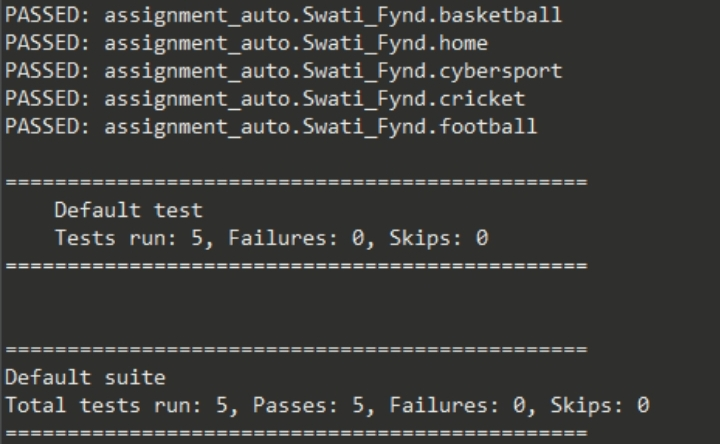 PASSED: assignment_auto.Swati_Fynd.basketball
PASSED: assignment_auto.Swati_Fynd.home
PASSED: assignment_auto.Swati_Fynd.cybersport
PASSED: assignment_auto.Swati_Fynd.cricket
PASSED: assignment_auto.Swati_Fynd.football
===============================================
    Default test
    Tests run: 5, Failures: 0, Skips: 0
===============================================
===============================================
Default suite
Total tests run: 5, Passes: 5, Failures: 0, Skips: 0
===============================================